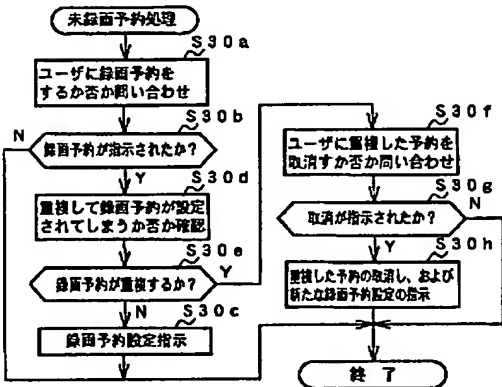 未録画予約処理
S30a
ユーザに録画予約を
するか否か問い合わせ
S30b
N
録画予約が指示されたか？
Y
S30d
重複して録画予約が設定
されてしまうか否か確認
S30e
録画予約が重複するか？
Y
N
S30c
録画予約設定指示
S30f
ユーザに重複した予約を
取消すか否か問い合わせ
S30g
取消が指示されたか？
N
Y
S30h
重複した予約の取消し、および
新たな録画予約設定の指示
終了